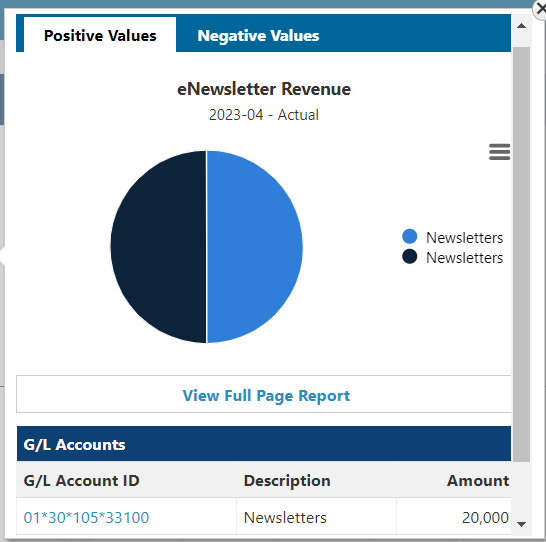 Positive Values Negative Values
eNewsletter Revenue
2023-04 - Actual
Newsletters
Newsletters
View Full Page Report
G/L Accounts
G/L Account ID Description Amount
01*30*105*33100 Newsletters 20,000